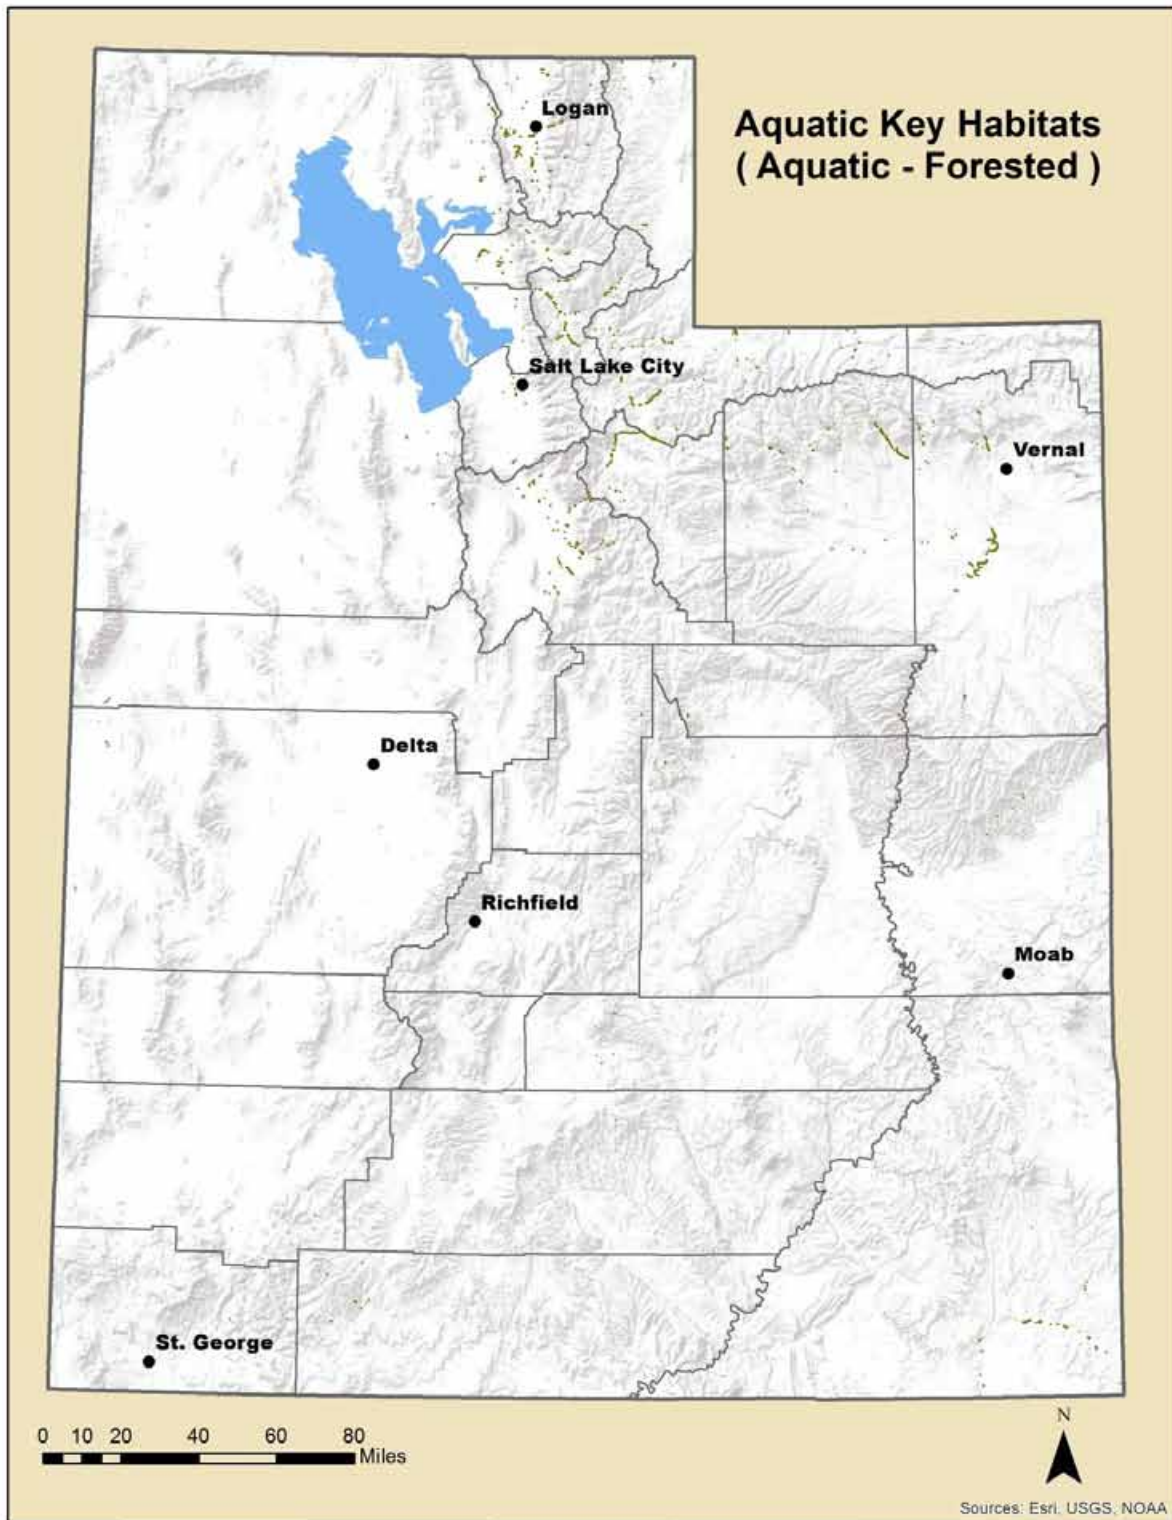 Aquatic Key Habitats
( Aquatic - Forested )
Logan
Salt Lake City
Vernal
Delta
Richfield
Moab
St. George
0 10 20 40 60 80
Miles
N
Sources: Esri, USGS, NOAA